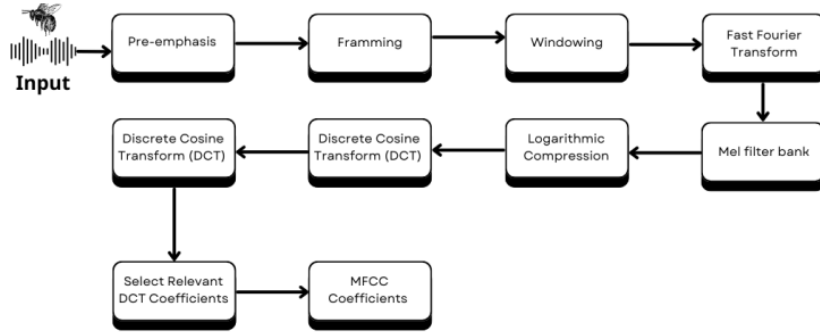 Input
Pre-emphasis
Framming
Windowing
Fast Fourier
Transform
Mel filter bank
Logarithmic
Compression
Discrete Cosine
Transform (DCT)
Discrete Cosine
Transform (DCT)
Select Relevant
DCT Coefficients
MFCC
Coefficients